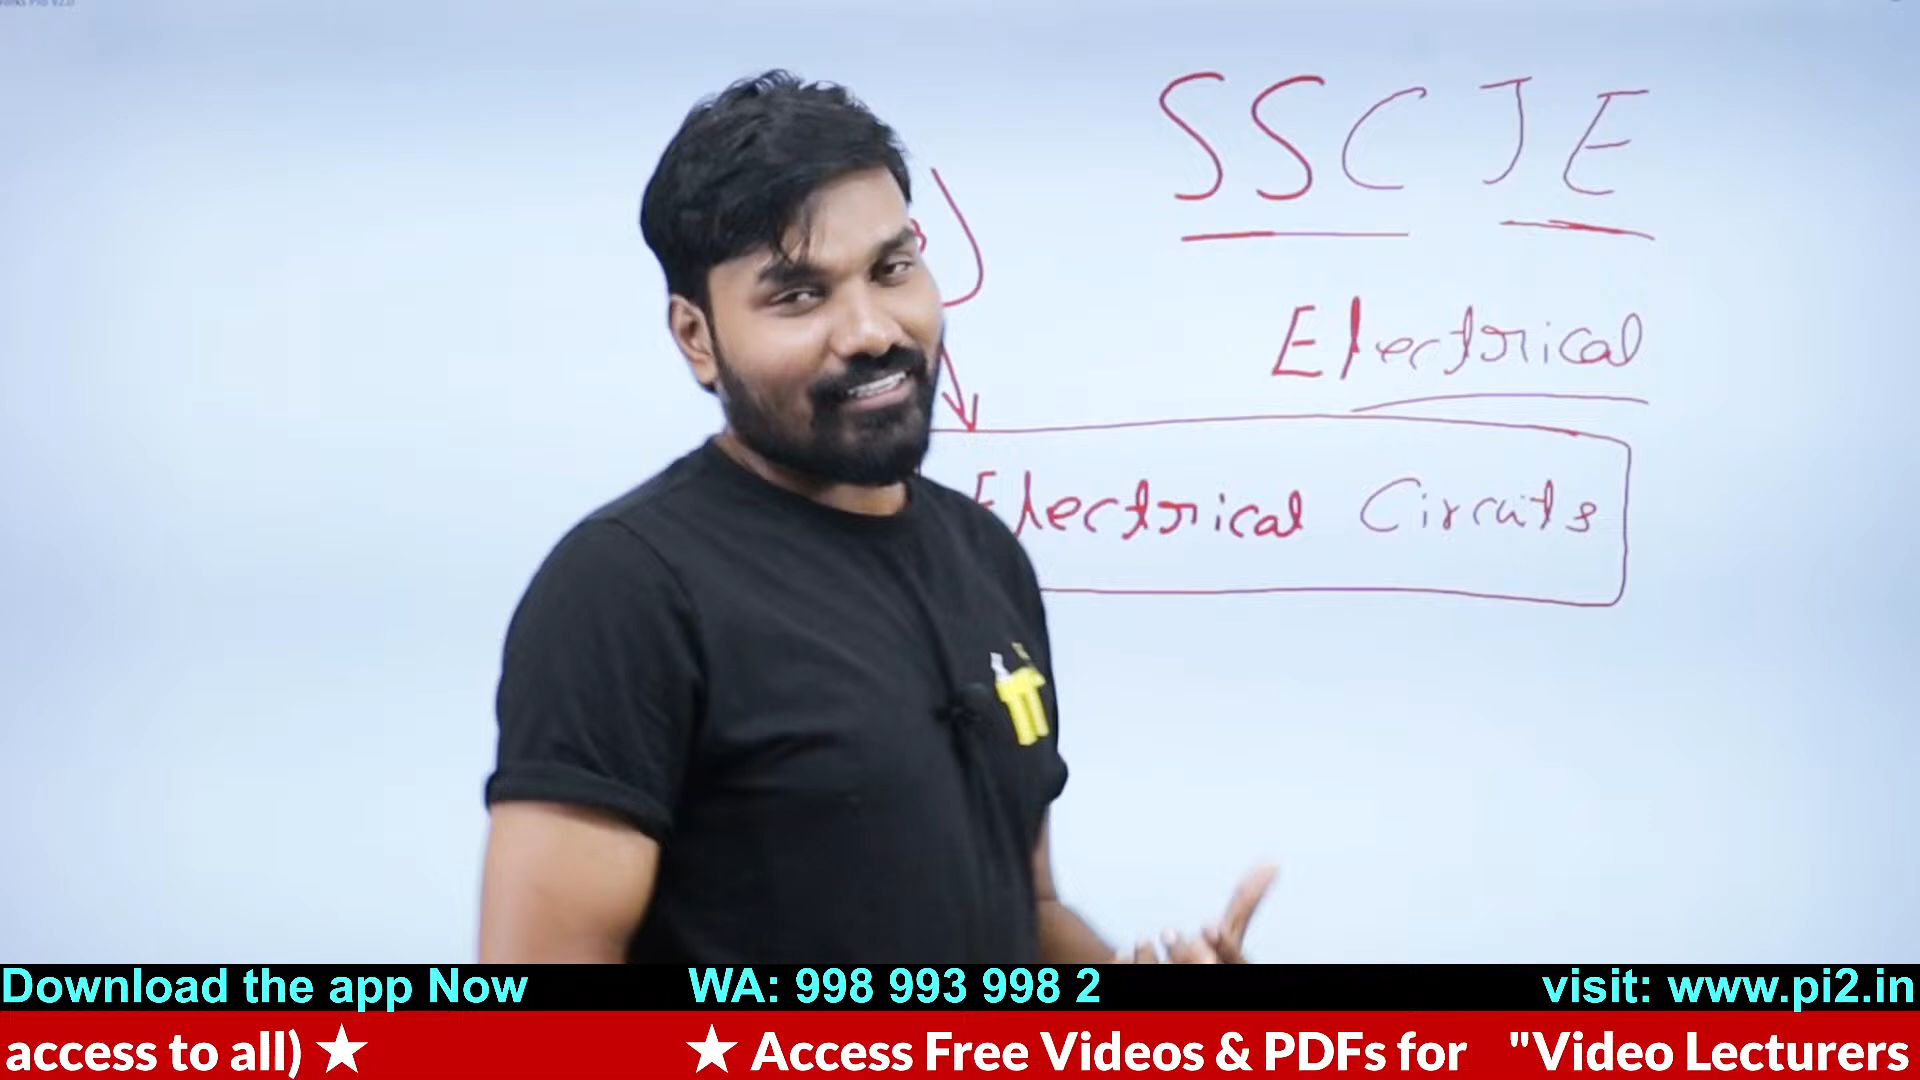 SSC JE
Electrical
Electrical Circuits
Download the app Now WA: 998 993 998 2 visit: www.pi2.in
access to all) ★ ★ Access Free Videos & PDFs for "Video Lecturers